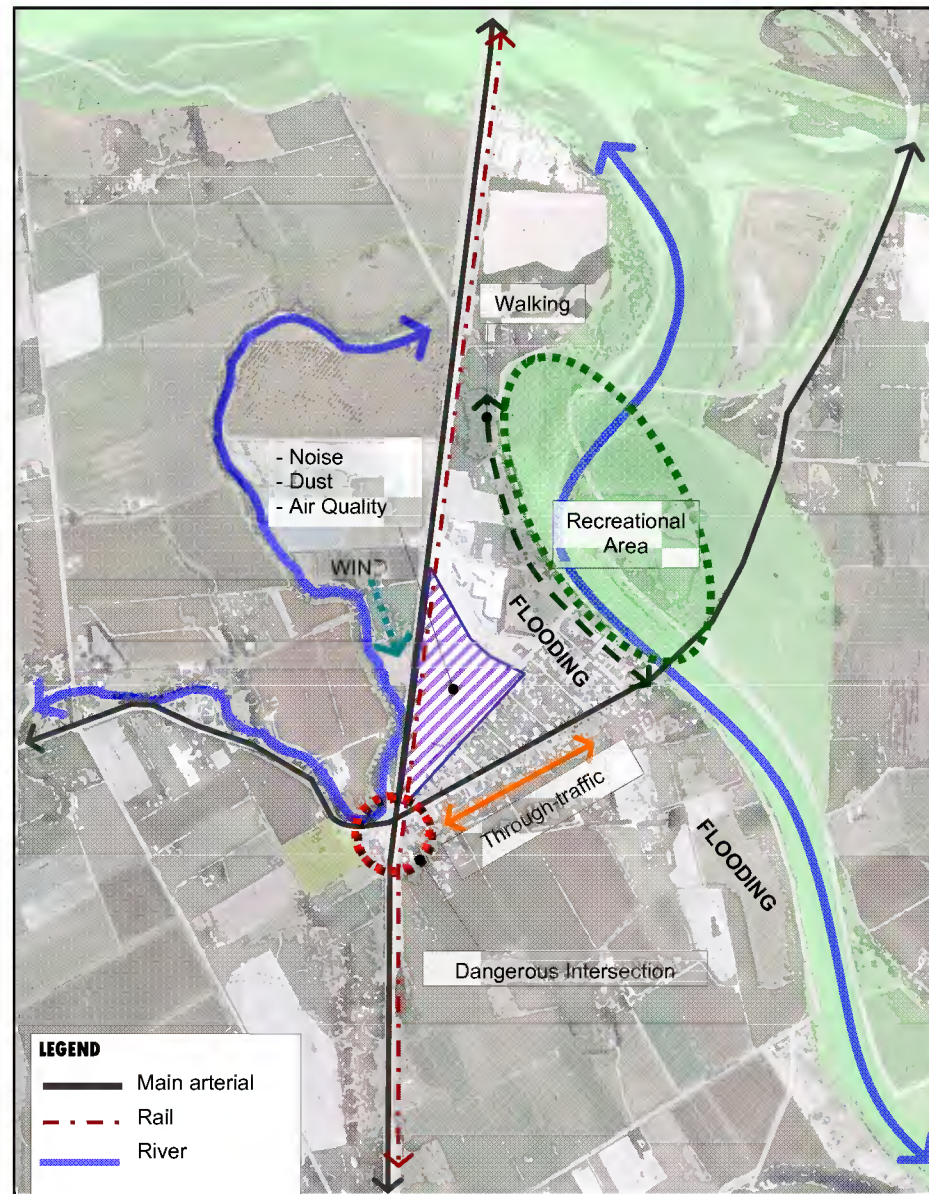 Walking
- Noise
- Dust
- Air Quality
Recreational
Area
WIND
FLOODING
Through-traffic
FLOODING
Dangerous Intersection
LEGEND
Main arterial
Rail
River